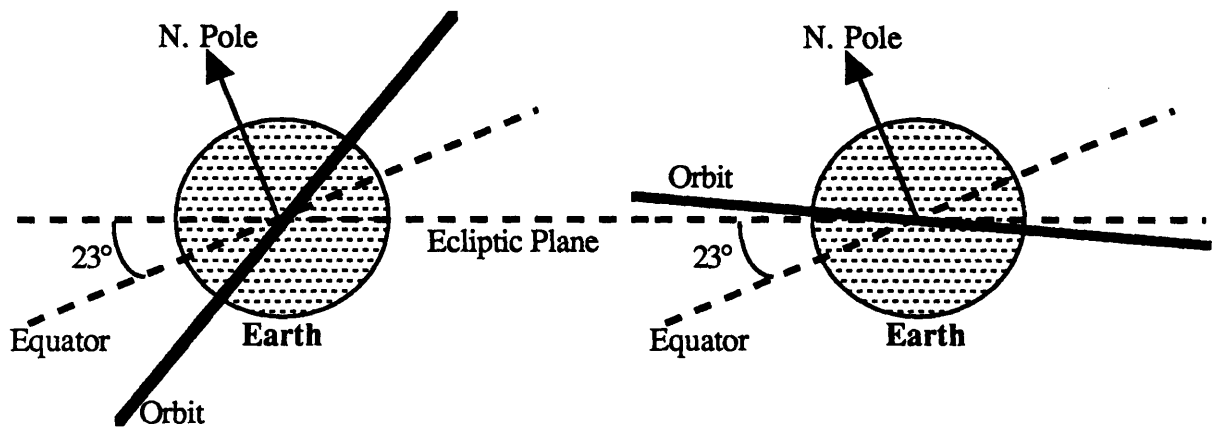 N. Pole
23°
Equator
Earth
Orbit
Ecliptic Plane
N. Pole
Orbit
23°
Equator
Earth